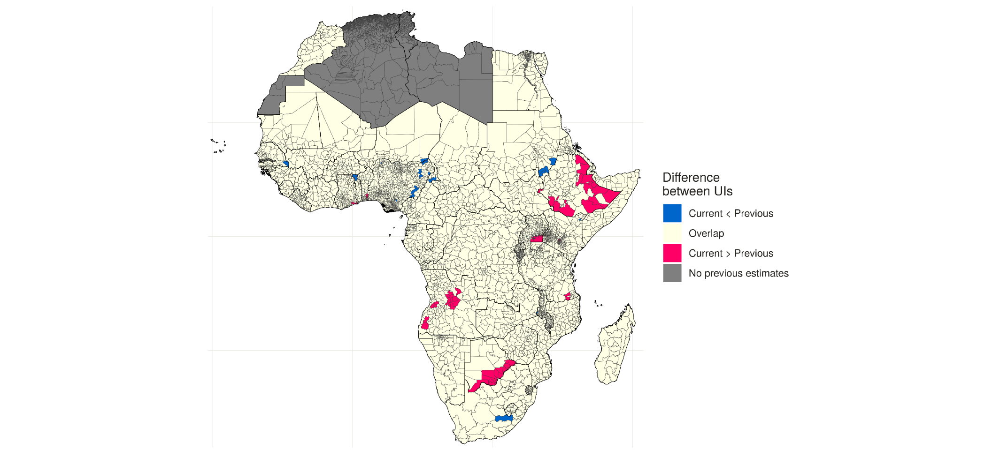 Difference
between UIs
Current < Previous
Overlap
Current > Previous
No previous estimates